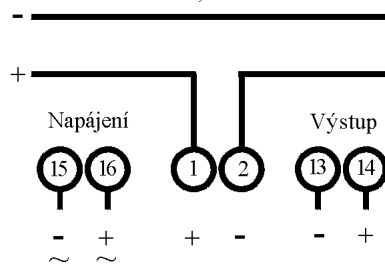 -
+
Napájení Výstup
15 16 1 2 13 14
- + + - - +
~ ~